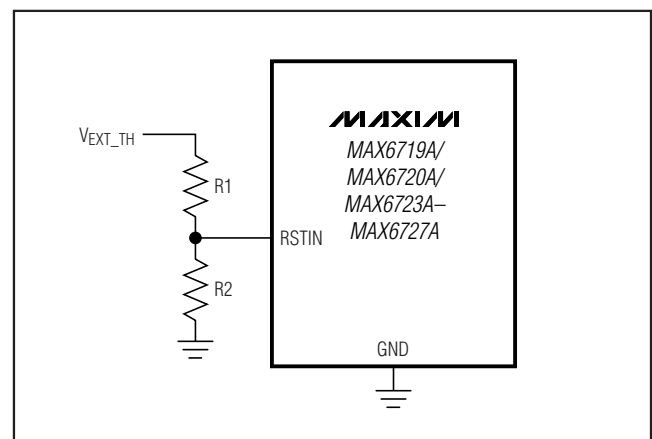 MAXIM
MAX6719A/
MAX6720A/
MAX6723A–
MAX6727A
VEXT_TH
R1
RSTIN
R2
GND